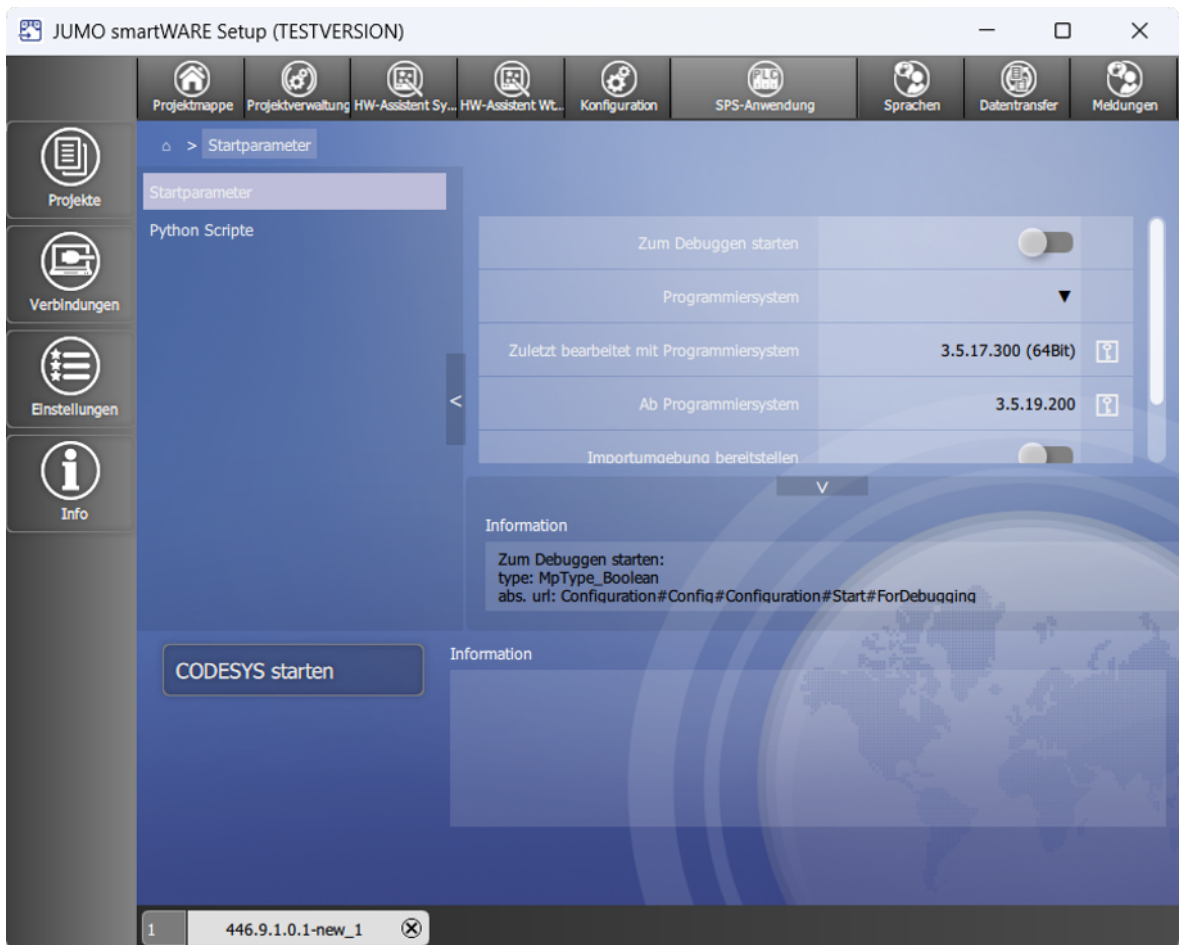 JUMO smartWARE Setup (TESTVERSION)
Projektmappe
Projektverwaltung
HW-Assistent Sy...
HW-Assistent Wt...
Konfiguration
PLC
SPS-Anwendung
Sprachen
Datentransfer
Meldungen
Projekte
Verbindungen
Einstellungen
Info
> Startparameter
Startparameter
Python Scripte
<
Zum Debuggen starten
Programmiersystem ▼
Zuletzt bearbeitet mit Programmiersystem 3.5.17.300 (64Bit)
Ab Programmiersystem 3.5.19.200
Importumgebung bereitstellen
Information
Zum Debuggen starten:
type: MpType_Boolean
abs. url: Configuration#Config#Configuration#Start#ForDebugging
CODESYS starten
Information
1 446.9.1.0.1-new_1